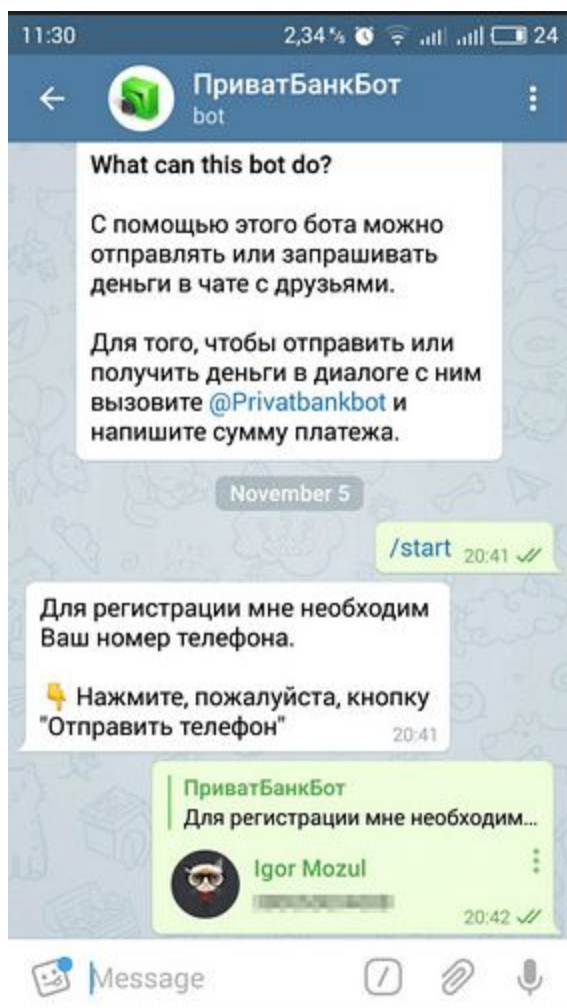 11:30 2,34 ᴷ/s 24
ПриватБанкБот
bot
What can this bot do?
С помощью этого бота можно
отправлять или запрашивать
деньги в чате с друзьями.
Для того, чтобы отправить или
получить деньги в диалоге с ним
вызовите @Privatbankbot и
напишите сумму платежа.
November 5
/start 20:41
Для регистрации мне необходим
Ваш номер телефона.
👇 Нажмите, пожалуйста, кнопку
"Отправить телефон" 20:41
ПриватБанкБот
Для регистрации мне необходим...
Igor Mozul
20:42
Message